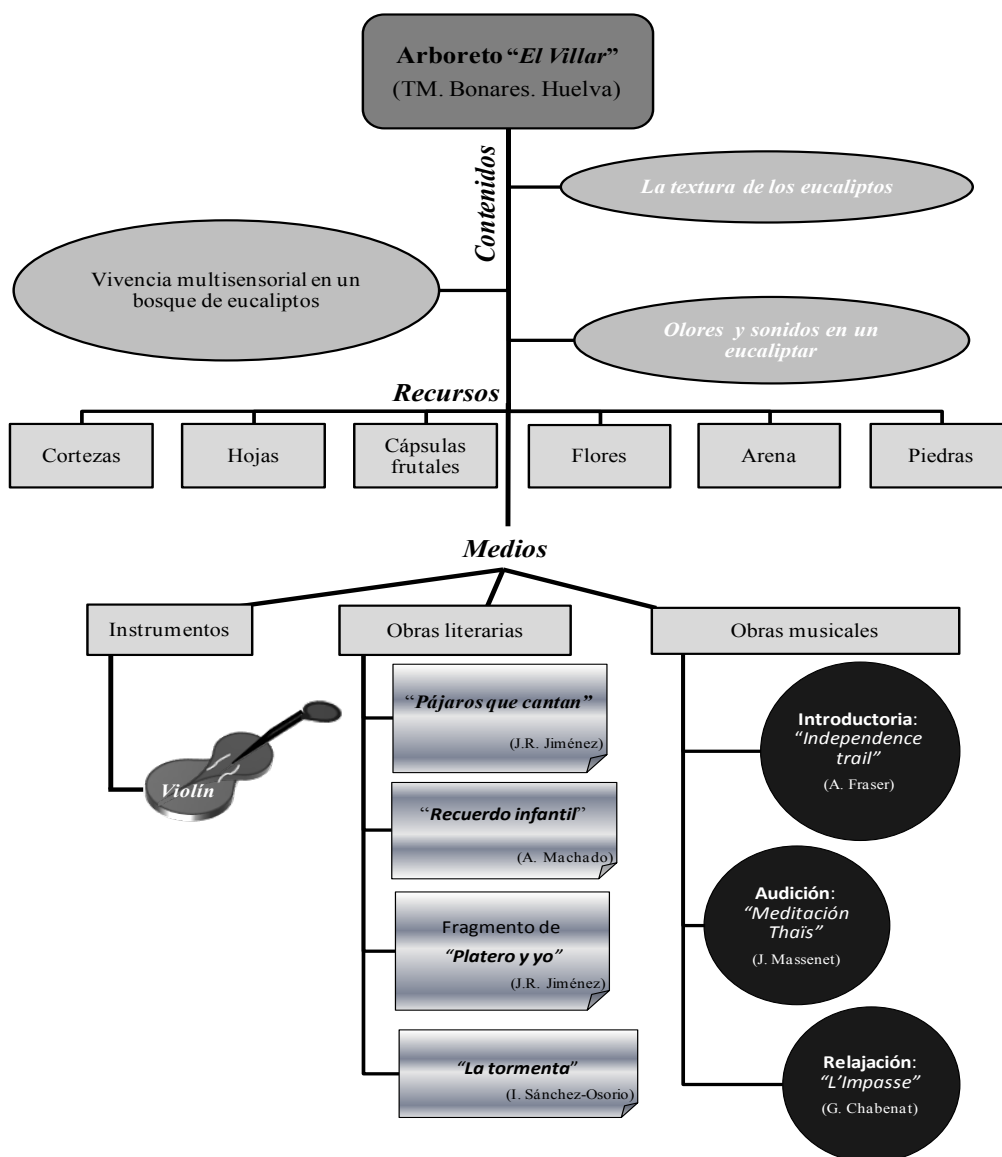 Arboreto “El Villar”
(TM. Bonares. Huelva)
Contenidos
La textura de los eucaliptos
Vivencia multisensorial en un
bosque de eucaliptos
Olores y sonidos en un
eucaliptar
Recursos
Cortezas
Hojas
Cápsulas
frutales
Flores
Arena
Piedras
Medios
Instrumentos
Obras literarias
Obras musicales
Violín
“Pájaros que cantan”
(J.R. Jiménez)
“Recuerdo infantil”
(A. Machado)
Fragmento de
“Platero y yo”
(J.R. Jiménez)
“La tormenta”
(I. Sánchez-Osorio)
Introductoria:
“Independence
trail”
(A. Fraser)
Audición:
“Meditación
Thaïs”
(J. Massenet)
Relajación:
“L’Impasse”
(G. Chabenat)